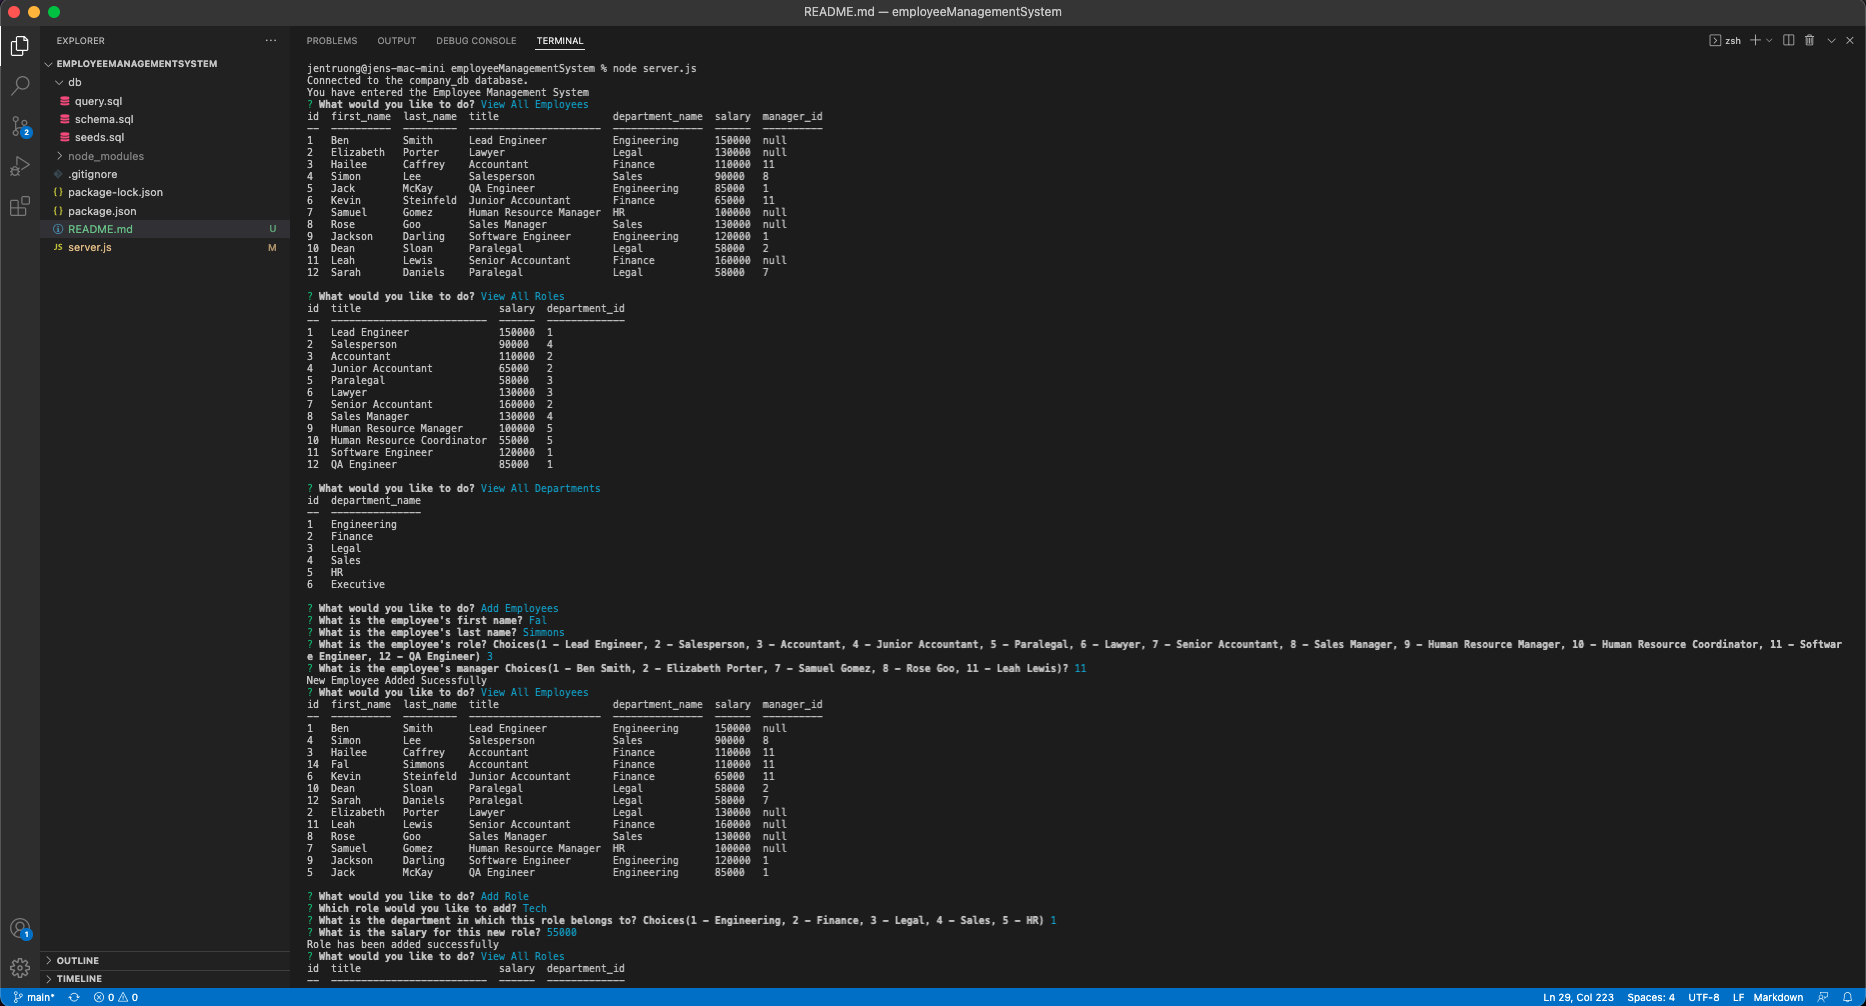 README.md — employeeManagementSystem
EXPLORER ···
EMPLOYEEMANAGEMENTSYSTEM
db
query.sql
schema.sql
seeds.sql
node_modules
.gitignore
{} package-lock.json
{} package.json
README.md U
JS server.js M
OUTLINE
TIMELINE
2
1
PROBLEMS OUTPUT DEBUG CONSOLE TERMINAL
zsh
jentruong@jens-mac-mini employeeManagementSystem % node server.js
Connected to the company_db database.
You have entered the Employee Management System
? What would you like to do? View All Employees
id first_name last_name title department_name salary manager_id
-- ---------- --------- ---------------------- --------------- ------ ----------
1 Ben Smith Lead Engineer Engineering 150000 null
2 Elizabeth Porter Lawyer Legal 130000 null
3 Hailee Caffrey Accountant Finance 110000 11
4 Simon Lee Salesperson Sales 90000 8
5 Jack McKay QA Engineer Engineering 85000 1
6 Kevin Steinfeld Junior Accountant Finance 65000 11
7 Samuel Gomez Human Resource Manager HR 100000 null
8 Rose Goo Sales Manager Sales 130000 null
9 Jackson Darling Software Engineer Engineering 120000 1
10 Dean Sloan Paralegal Legal 58000 2
11 Leah Lewis Senior Accountant Finance 160000 null
12 Sarah Daniels Paralegal Legal 58000 7
? What would you like to do? View All Roles
id title salary department_id
-- -------------------------- ------ -------------
1 Lead Engineer 150000 1
2 Salesperson 90000 4
3 Accountant 110000 2
4 Junior Accountant 65000 2
5 Paralegal 58000 3
6 Lawyer 130000 3
7 Senior Accountant 160000 2
8 Sales Manager 130000 4
9 Human Resource Manager 100000 5
10 Human Resource Coordinator 55000 5
11 Software Engineer 120000 1
12 QA Engineer 85000 1
? What would you like to do? View All Departments
id department_name
-- ---------------
1 Engineering
2 Finance
3 Legal
4 Sales
5 HR
6 Executive
? What would you like to do? Add Employees
? What is the employee's first name? Fal
? What is the employee's last name? Simmons
? What is the employee's role? Choices(1 - Lead Engineer, 2 - Salesperson, 3 - Accountant, 4 - Junior Accountant, 5 - Paralegal, 6 - Lawyer, 7 - Senior Accountant, 8 - Sales Manager, 9 - Human Resource Manager, 10 - Human Resource Coordinator, 11 - Softwar
e Engineer, 12 - QA Engineer) 3
? What is the employee's manager Choices(1 - Ben Smith, 2 - Elizabeth Porter, 7 - Samuel Gomez, 8 - Rose Goo, 11 - Leah Lewis)? 11
New Employee Added Sucessfully
? What would you like to do? View All Employees
id first_name last_name title department_name salary manager_id
-- ---------- --------- ---------------------- --------------- ------ ----------
1 Ben Smith Lead Engineer Engineering 150000 null
4 Simon Lee Salesperson Sales 90000 8
3 Hailee Caffrey Accountant Finance 110000 11
14 Fal Simmons Accountant Finance 110000 11
6 Kevin Steinfeld Junior Accountant Finance 65000 11
10 Dean Sloan Paralegal Legal 58000 2
12 Sarah Daniels Paralegal Legal 58000 7
2 Elizabeth Porter Lawyer Legal 130000 null
11 Leah Lewis Senior Accountant Finance 160000 null
8 Rose Goo Sales Manager Sales 130000 null
7 Samuel Gomez Human Resource Manager HR 100000 null
9 Jackson Darling Software Engineer Engineering 120000 1
5 Jack McKay QA Engineer Engineering 85000 1
? What would you like to do? Add Role
? Which role would you like to add? Tech
? What is the department in which this role belongs to? Choices(1 - Engineering, 2 - Finance, 3 - Legal, 4 - Sales, 5 - HR) 1
? What is the salary for this new role? 55000
Role has been added successfully
? What would you like to do? View All Roles
id title salary department_id
-- -------------------------- ------ -------------
main* 0 0 Ln 29, Col 223 Spaces: 4 UTF-8 LF Markdown